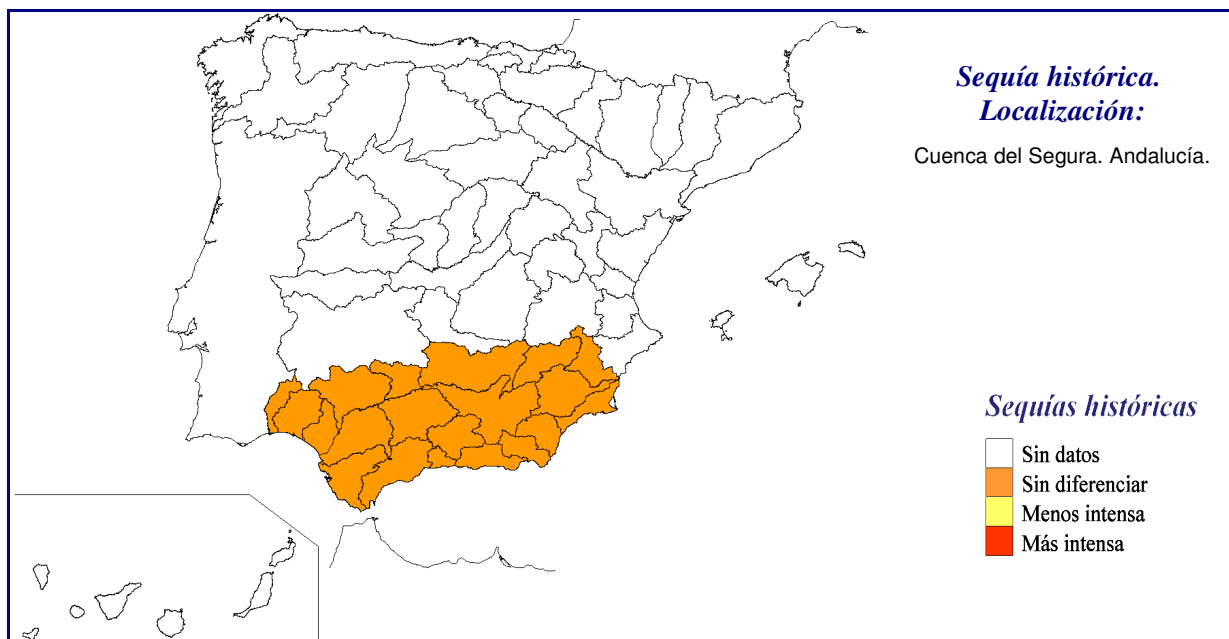 Sequía histórica.
Localización:
Cuenca del Segura. Andalucía.
Sequías históricas
Sin datos
Sin diferenciar
Menos intensa
Más intensa